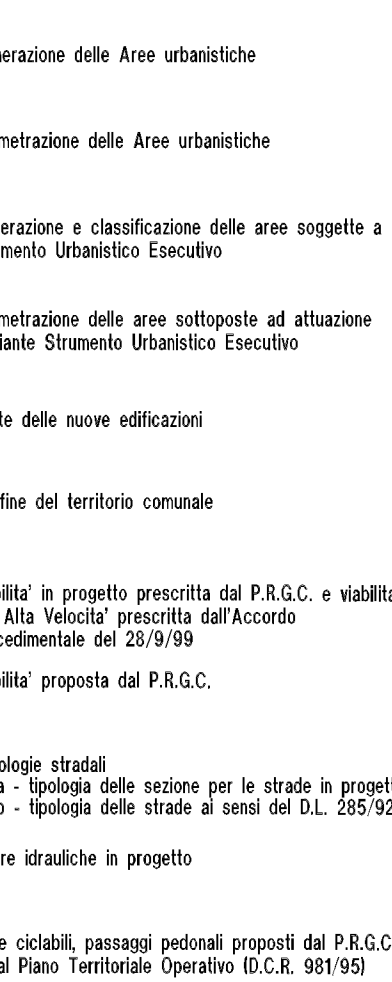 nerazione delle Aree urbanistiche
metrazione delle Aree urbanistiche
erazione e classificazione delle aree soggette a
mento Urbanistico Esecutivo
metrazione delle aree sottoposte ad attuazione
iante Strumento Urbanistico Esecutivo
te delle nuove edificazioni
fine del territorio comunale
ilita' in progetto prescritta dal P.R.G.C. e viabilita
Alta Velocita' prescritta dall'Accordo
cedimentale del 28/9/99
ilita' proposta dal P.R.G.C.
ologie stradali
a - tipologia delle sezione per le strade in progett
o - tipologia delle strade ai sensi del D.L. 285/92
re idrauliche in progetto
e ciclabili, passaggi pedonali proposti dal P.R.G.C
al Piano Territoriale Operativo (D.C.R. 981/95)